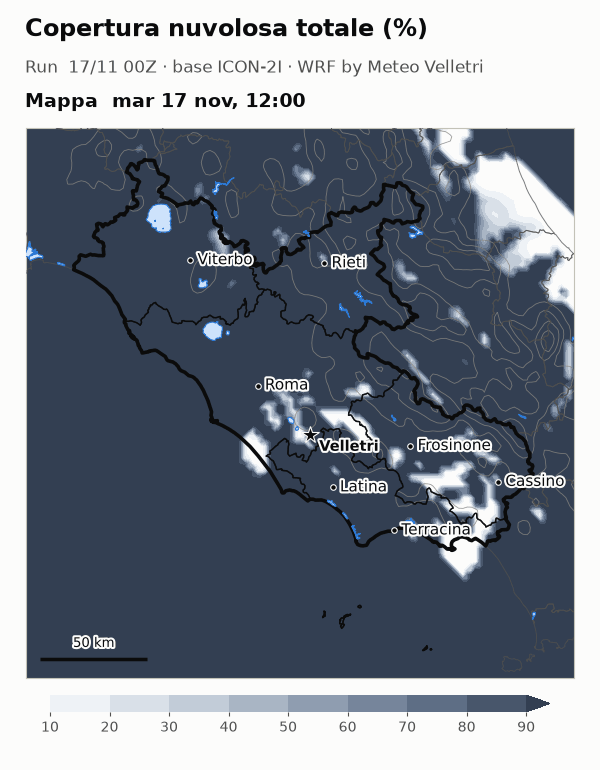 Copertura nuvolosa totale (%)
Run 17/11 00Z · base ICON-2I · WRF by Meteo Velletri
Mappa mar 17 nov, 12:00
Viterbo
Rieti
Roma
Velletri
Frosinone
Cassino
Latina
Terracina
50 km
10 20 30 40 50 60 70 80 90